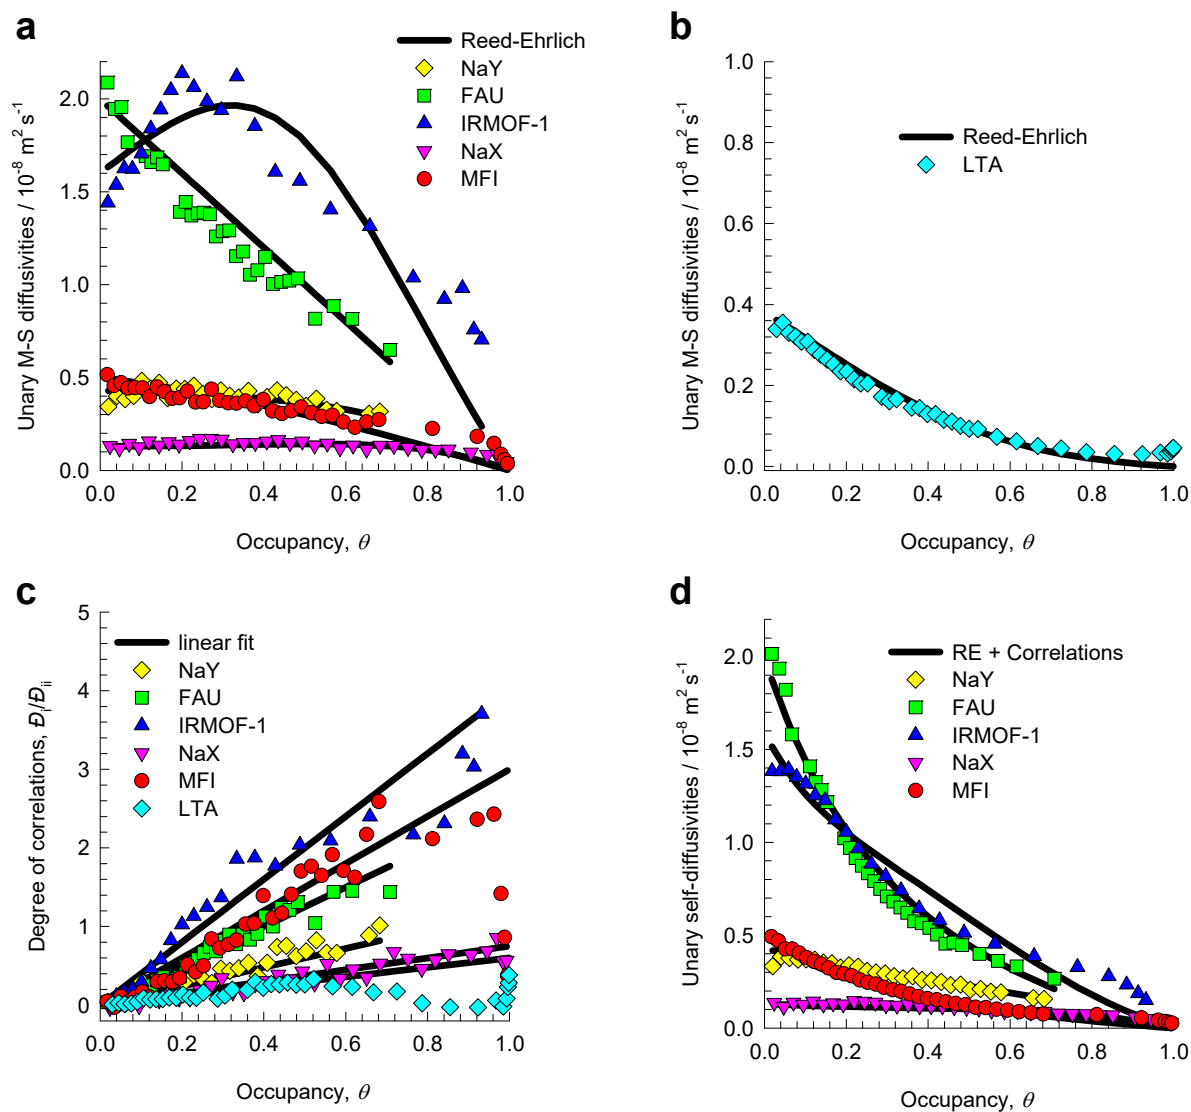 a
Reed-Ehrlich
NaY
FAU
IRMOF-1
NaX
MFI
Unary M-S diffusivities / 10⁻⁸ m² s⁻¹
2.0
1.5
1.0
0.5
0.0
0.0 0.2 0.4 0.6 0.8 1.0
Occupancy, θ
b
Reed-Ehrlich
LTA
Unary M-S diffusivities / 10⁻⁸ m² s⁻¹
1.0
0.8
0.6
0.4
0.2
0.0
0.0 0.2 0.4 0.6 0.8 1.0
Occupancy, θ
c
linear fit
NaY
FAU
IRMOF-1
NaX
MFI
LTA
Degree of correlations, Đᵢ/Đᵢᵢ
5
4
3
2
1
0
0.0 0.2 0.4 0.6 0.8 1.0
Occupancy, θ
d
RE + Correlations
NaY
FAU
IRMOF-1
NaX
MFI
Unary self-diffusivities / 10⁻⁸ m² s⁻¹
2.0
1.5
1.0
0.5
0.0
0.0 0.2 0.4 0.6 0.8 1.0
Occupancy, θ